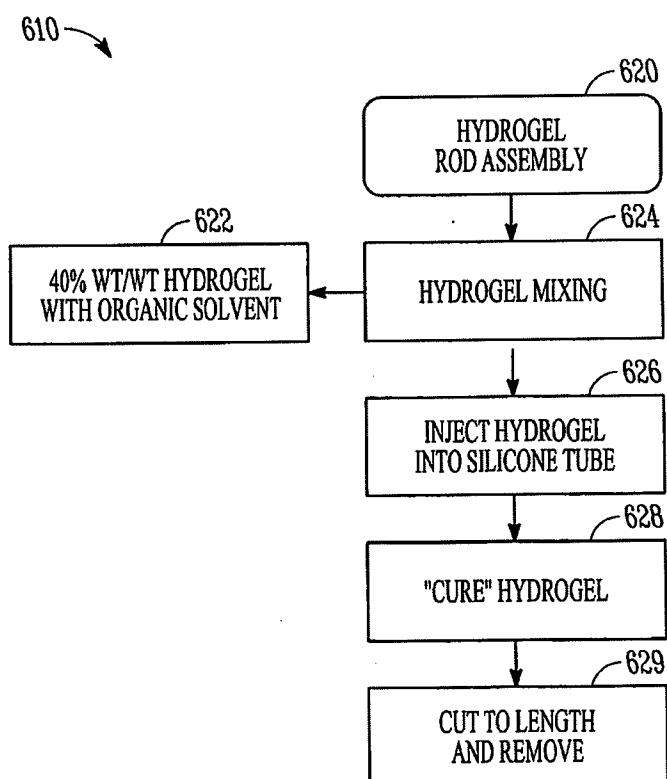 610
620
HYDROGEL
ROD ASSEMBLY
622
624
40% WT/WT HYDROGEL
WITH ORGANIC SOLVENT
HYDROGEL MIXING
626
INJECT HYDROGEL
INTO SILICONE TUBE
628
"CURE" HYDROGEL
629
CUT TO LENGTH
AND REMOVE